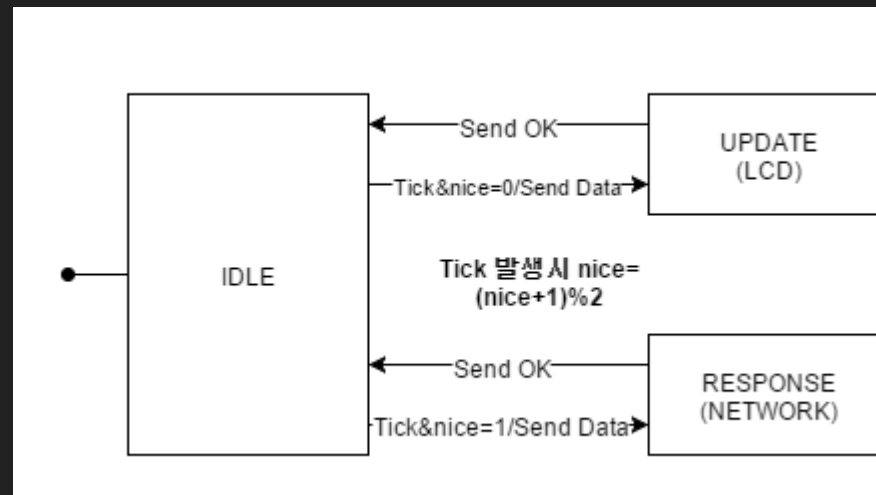 Send OK
UPDATE
(LCD)
Tick&nice=0/Send Data
IDLE
Tick 발생시 nice=
(nice+1)%2
Send OK
RESPONSE
(NETWORK)
Tick&nice=1/Send Data